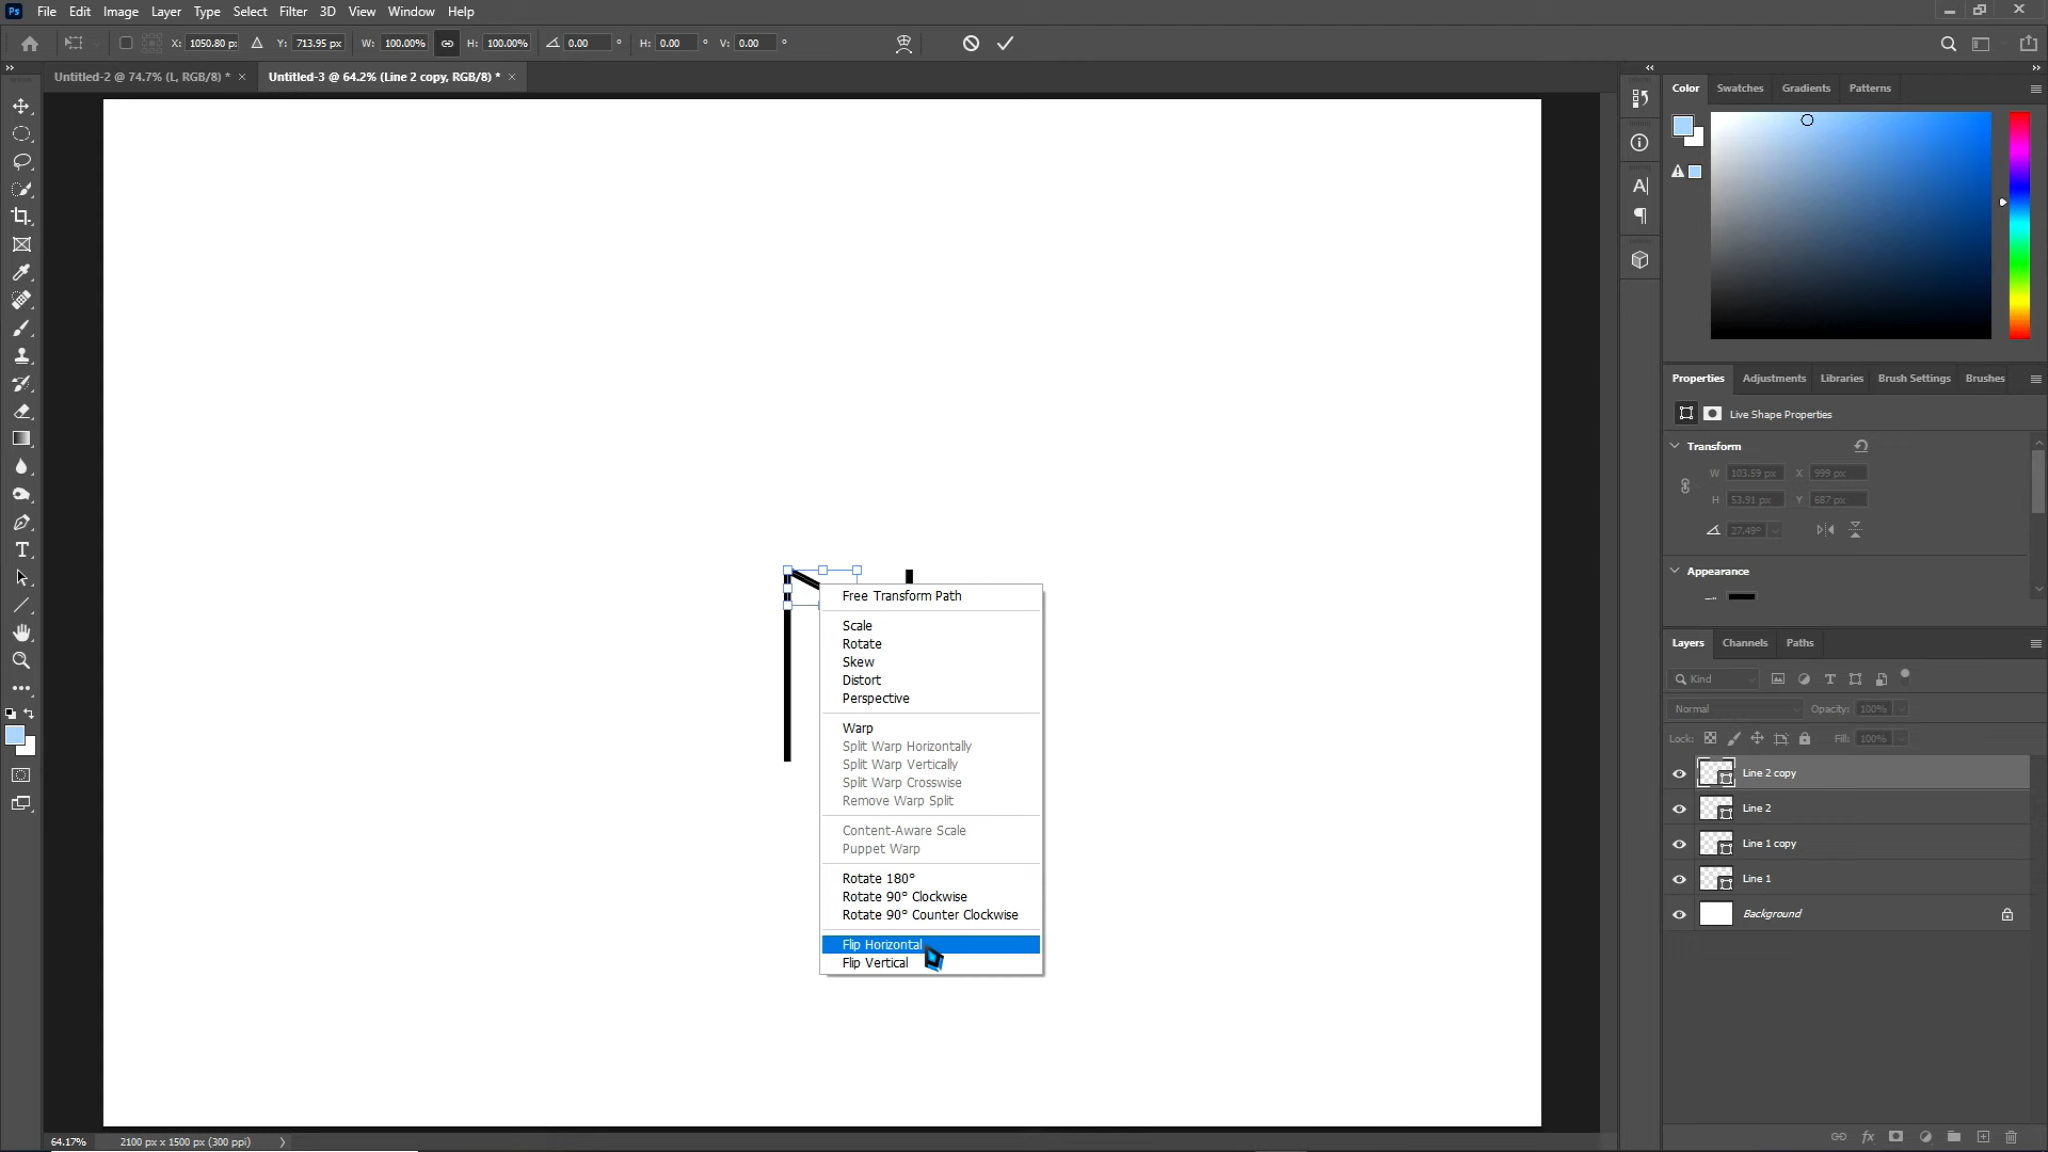 Ps File Edit Image Layer Type Select Filter 3D View Window Help
X: 1050.80 px Y: 713.95 px W: 100.00% H: 100.00% 0.00 ° H: 0.00 ° V: 0.00 °
Untitled-2 @ 74.7% (L, RGB/8) * × Untitled-3 @ 64.2% (Line 2 copy, RGB/8) * ×
Color Swatches Gradients Patterns
Properties Adjustments Libraries Brush Settings Brushes
Live Shape Properties
Transform
W 103.59 px X 999 px
H 53.91 px Y 687 px
27.49°
Appearance
Free Transform Path
Scale
Rotate
Skew
Distort
Perspective
Warp
Split Warp Horizontally
Split Warp Vertically
Split Warp Crosswise
Remove Warp Split
Content-Aware Scale
Puppet Warp
Rotate 180°
Rotate 90° Clockwise
Rotate 90° Counter Clockwise
Flip Horizontal
Flip Vertical
Layers Channels Paths
Kind
Normal Opacity: 100%
Lock: Fill: 100%
Line 2 copy
Line 2
Line 1 copy
Line 1
Background
64.17% 2100 px x 1500 px (300 ppi)